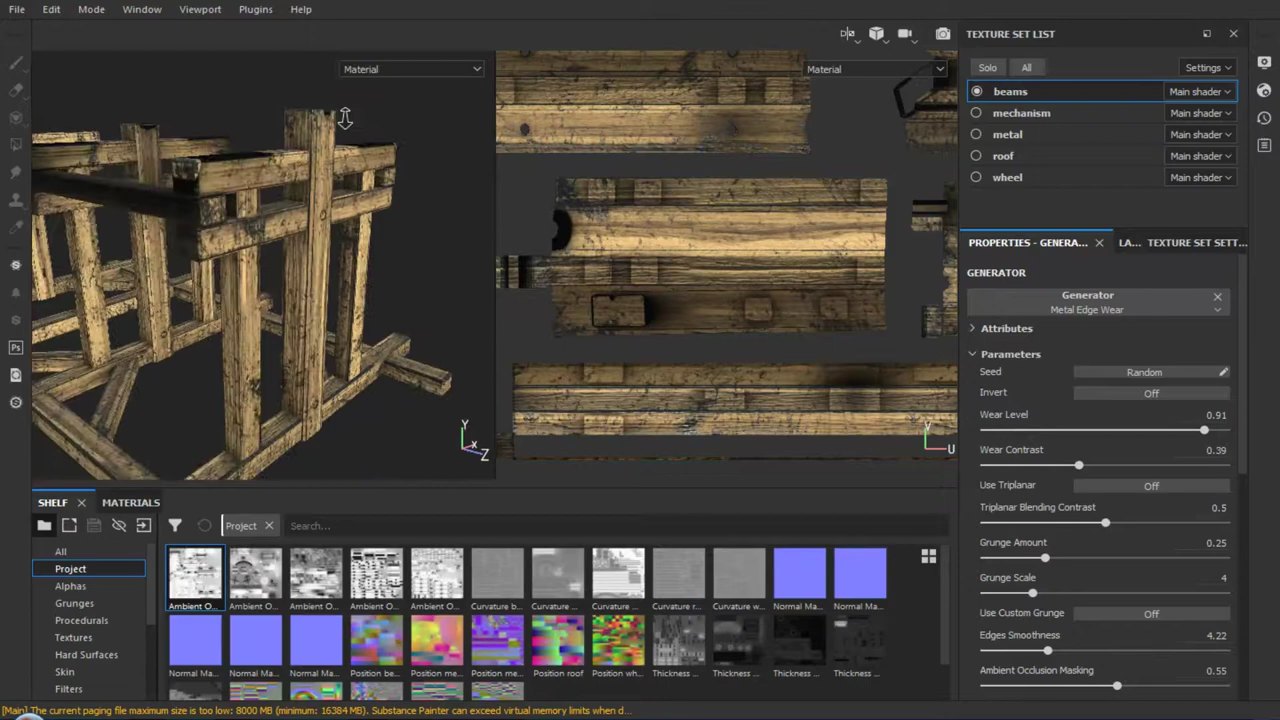 File Edit Mode Viewport Plugins Help
Material
Material
Y
X
Z
V
U
TEXTURE SET LIST
Solo All Settings
beams Main shader
mechanism Main shader
metal Main shader
roof Main shader
wheel Main shader
PROPERTIES - GENERA... LA... TEXTURE SET SETT...
GENERATOR
Generator
Metal Edge Wear
Attributes
Parameters
Seed Random
Invert Off
Wear Level 0.91
Wear Contrast 0.39
Use Triplanar Off
Triplanar Blending Contrast 0.5
Grunge Amount 0.25
Grunge Scale 4
Use Custom Grunge Off
Edges Smoothness 4.22
Ambient Occlusion Masking 0.55
SHELF MATERIALS
Ps
Project Search...
All
Project
Alphas
Grunges
Procedurals
Textures
Hard Surfaces
Skin
Filters
Ambient O... Ambient O... Ambient O... Ambient O... Ambient O... Curvature b... Curvature ... Curvature ... Curvature r... Curvature w... Normal Ma... Normal Ma...
Normal Ma... Normal Ma... Normal Ma... Position be... Position me... Position me... Position roof Position wh... Thickness ... Thickness ... Thickness ... Thickness ...
[Main] The current paging file maximum size is too low: 8000 MB (minimum: 16384 MB). Substance Painter can exceed virtual memory limits when d...